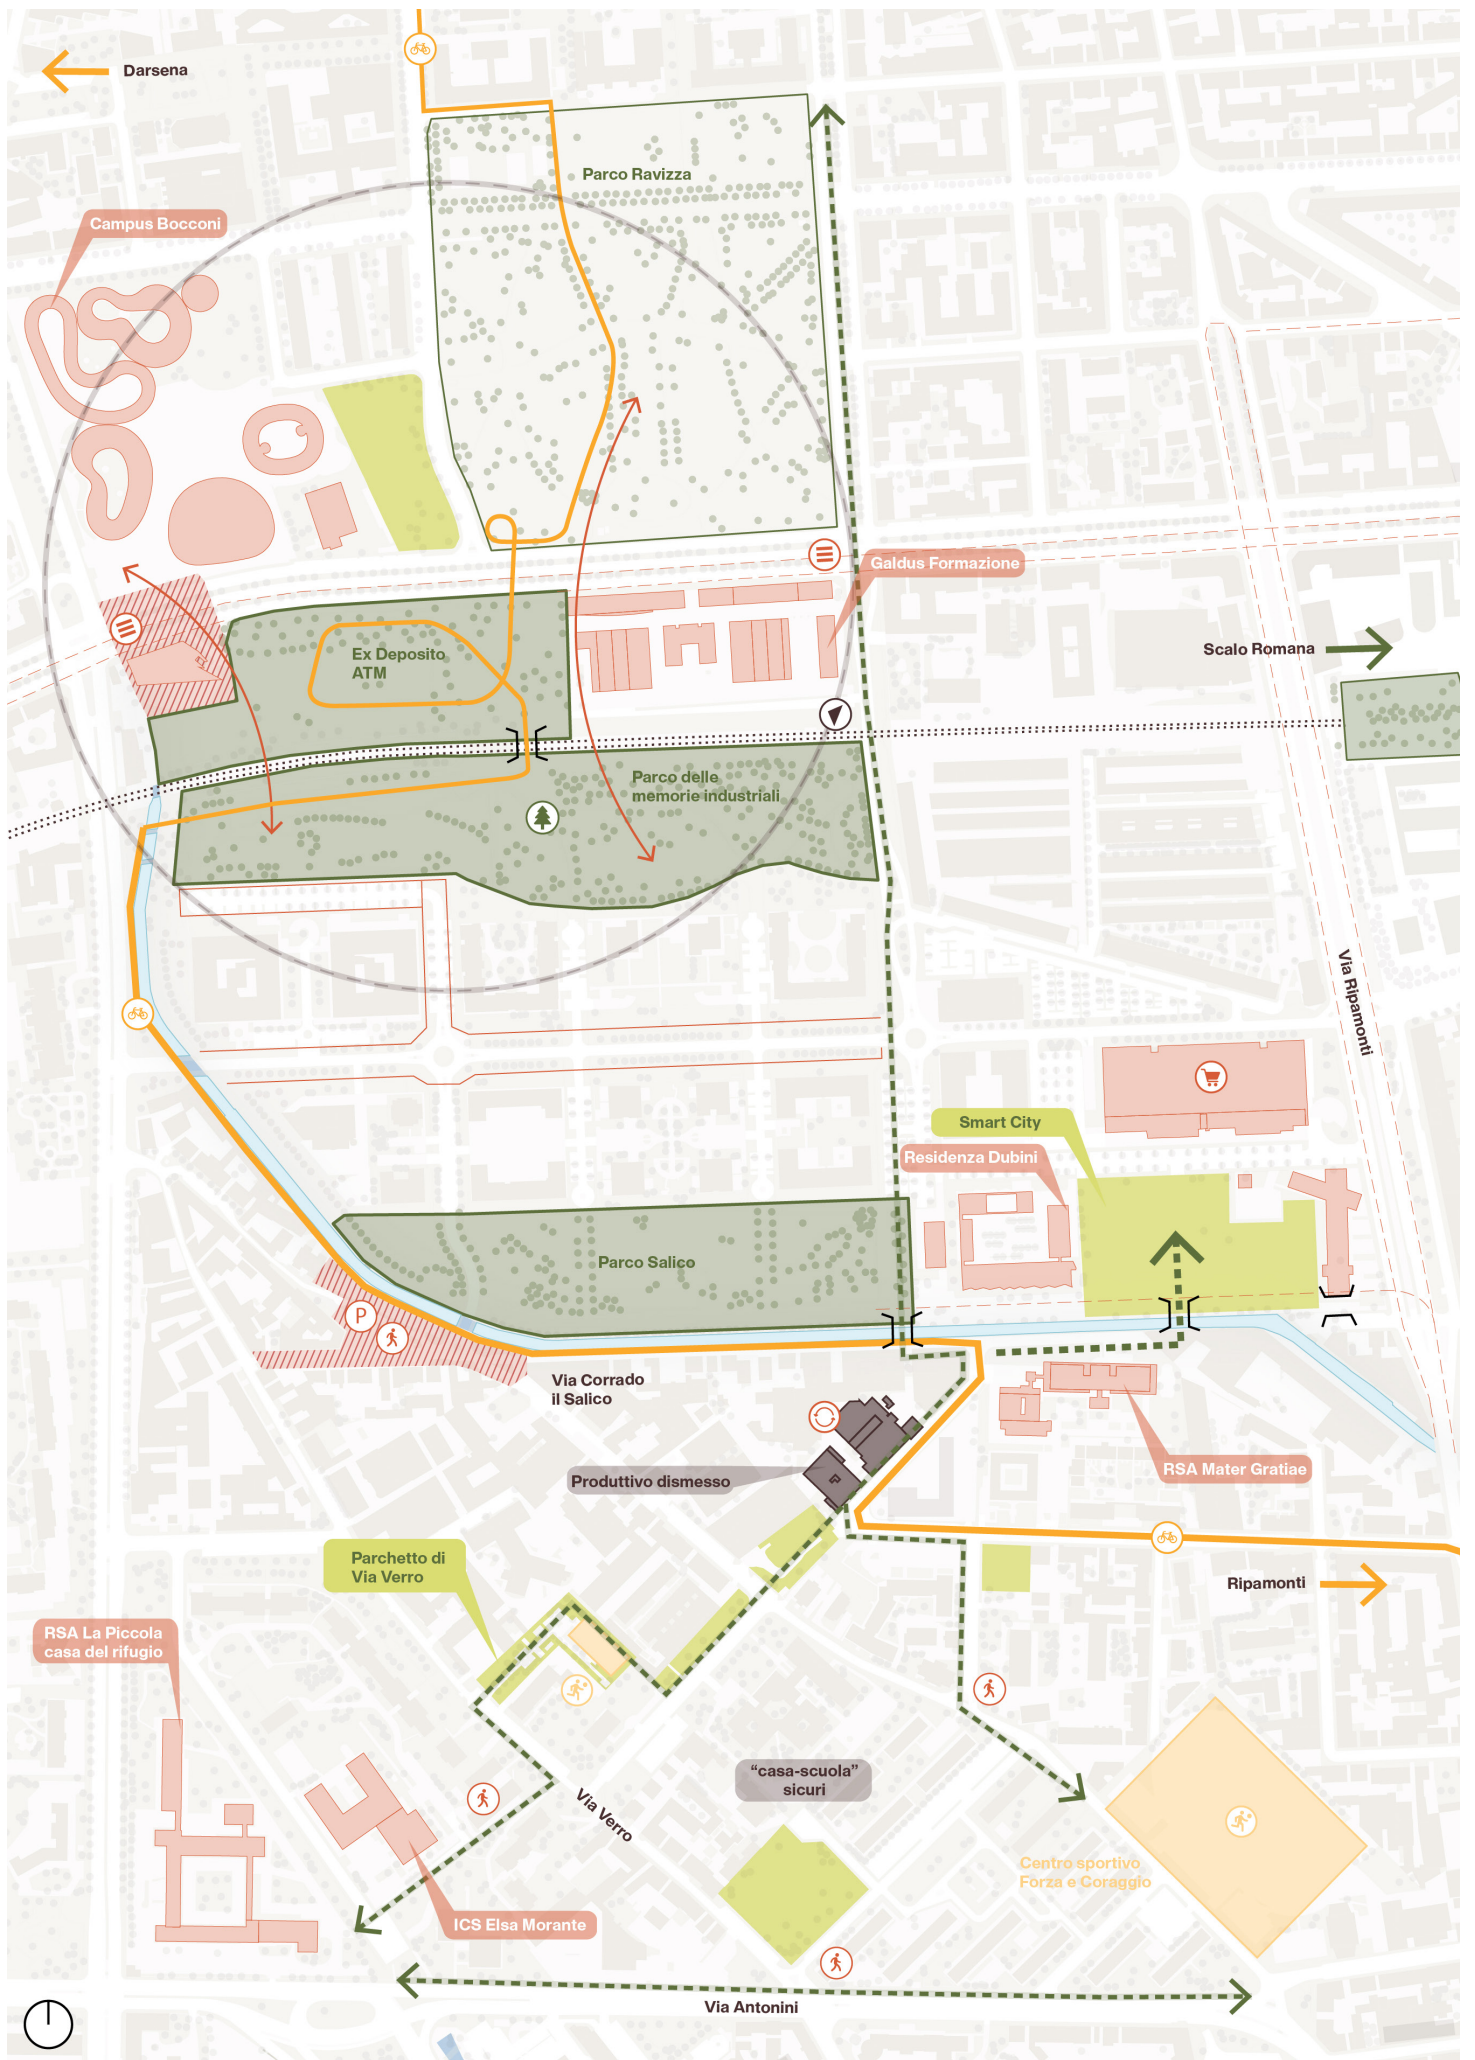 Darsena
Parco Ravizza
Campus Bocconi
Galdus Formazione
Ex Deposito
ATM
Scalo Romana
Parco delle
memorie industriali
Via Ripamonti
Smart City
Residenza Dubini
Parco Salico
P
Via Corrado
il Salico
Produttivo dismesso
RSA Mater Gratiae
Parchetto di
Via Verro
Ripamonti
RSA La Piccola
casa del rifugio
"casa-scuola"
sicuri
Via Verro
Centro sportivo
Forza e Coraggio
ICS Elsa Morante
Via Antonini